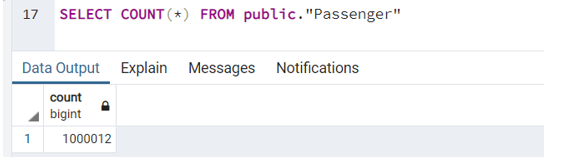 17 SELECT COUNT(*) FROM public."Passenger"
Data Output Explain Messages Notifications
count
bigint
1 1000012